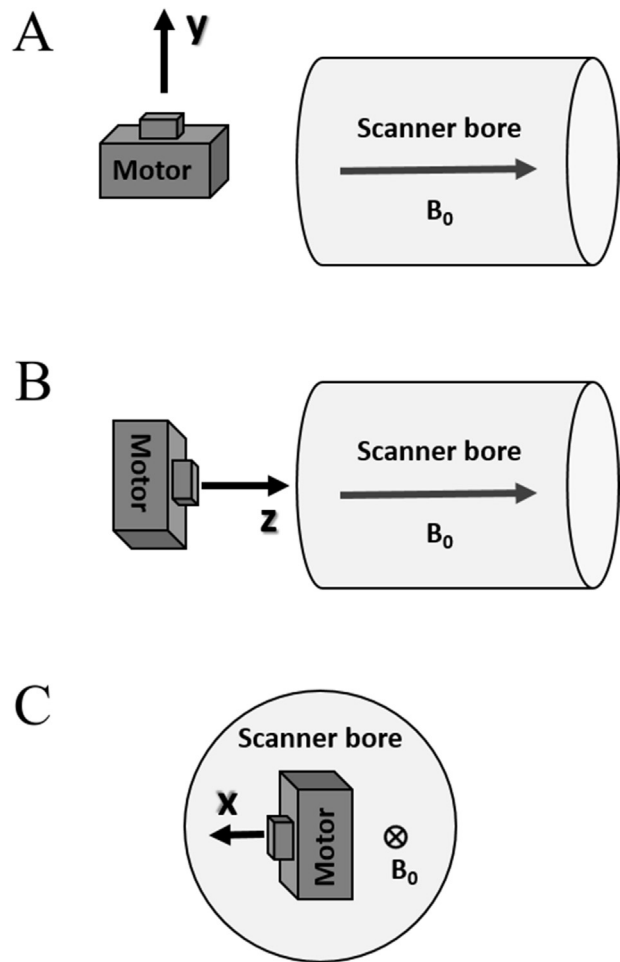 A
y
Motor
Scanner bore
B₀
B
Motor
z
Scanner bore
B₀
C
Scanner bore
x
Motor
B₀